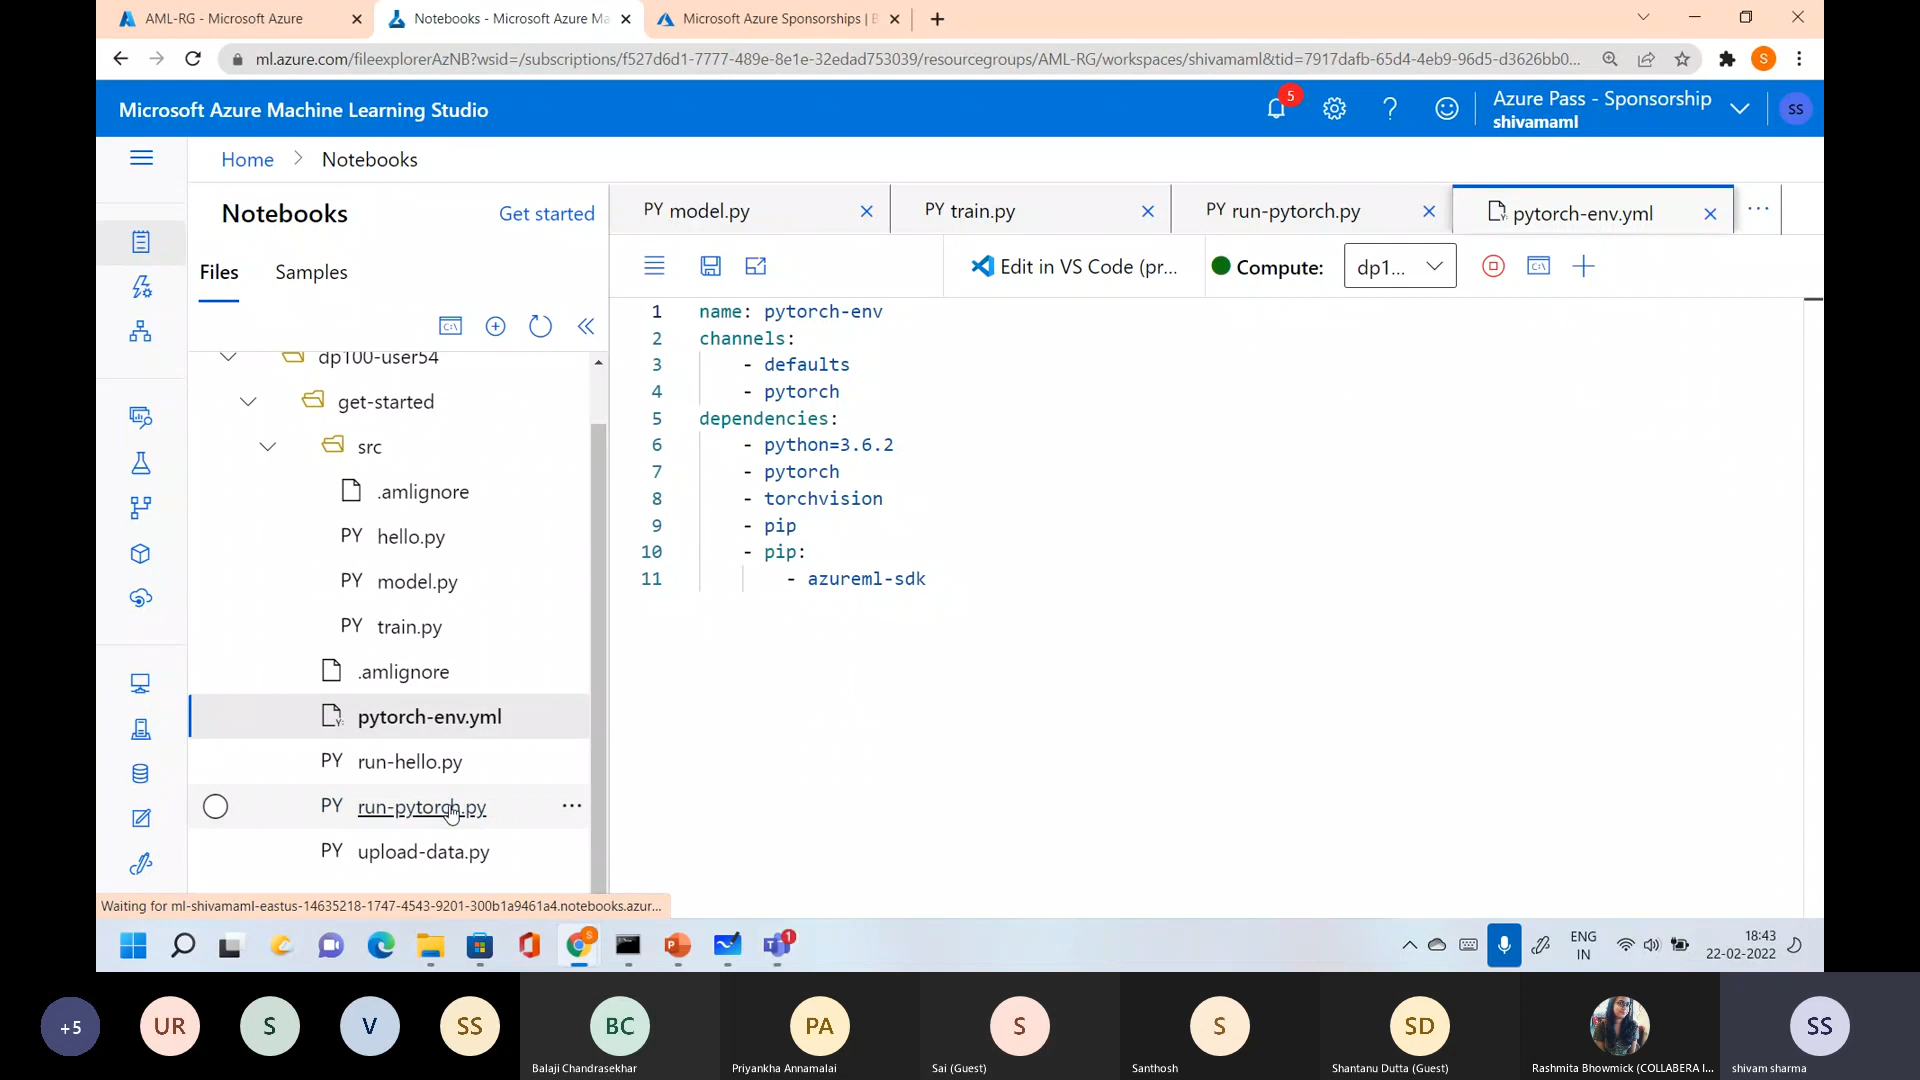 AML-RG - Microsoft Azure
Notebooks - Microsoft Azure Ma
Microsoft Azure Sponsorships | B
ml.azure.com/fileexplorerAzNB?wsid=/subscriptions/f527d6d1-7777-489e-8e1e-32edad753039/resourcegroups/AML-RG/workspaces/shivamaml&tid=7917dafb-65d4-4eb9-96d5-d3626bb0...
S
Microsoft Azure Machine Learning Studio
5
Azure Pass - Sponsorship
shivamaml
SS
Home > Notebooks
Notebooks
Get started
PY model.py
PY train.py
PY run-pytorch.py
pytorch-env.yml
...
Files
Samples
Edit in VS Code (pr...
Compute:
dp1...
dp100-user54
get-started
src
.amlignore
PY hello.py
PY model.py
PY train.py
.amlignore
pytorch-env.yml
PY run-hello.py
PY run-pytorch.py
...
PY upload-data.py
1 name: pytorch-env
2 channels:
3 - defaults
4 - pytorch
5 dependencies:
6 - python=3.6.2
7 - pytorch
8 - torchvision
9 - pip
10 - pip:
11 - azureml-sdk
Waiting for ml-shivamaml-eastus-14635218-1747-4543-9201-300b1a9461a4.notebooks.azur...
S
1
ENG
IN
18:43
22-02-2022
+5
UR
S
V
SS
BC
PA
S
S
SD
SS
Balaji Chandrasekhar
Priyankha Annamalai
Sai (Guest)
Santhosh
Shantanu Dutta (Guest)
Rashmita Bhowmick (COLLABERA I...
shivam sharma